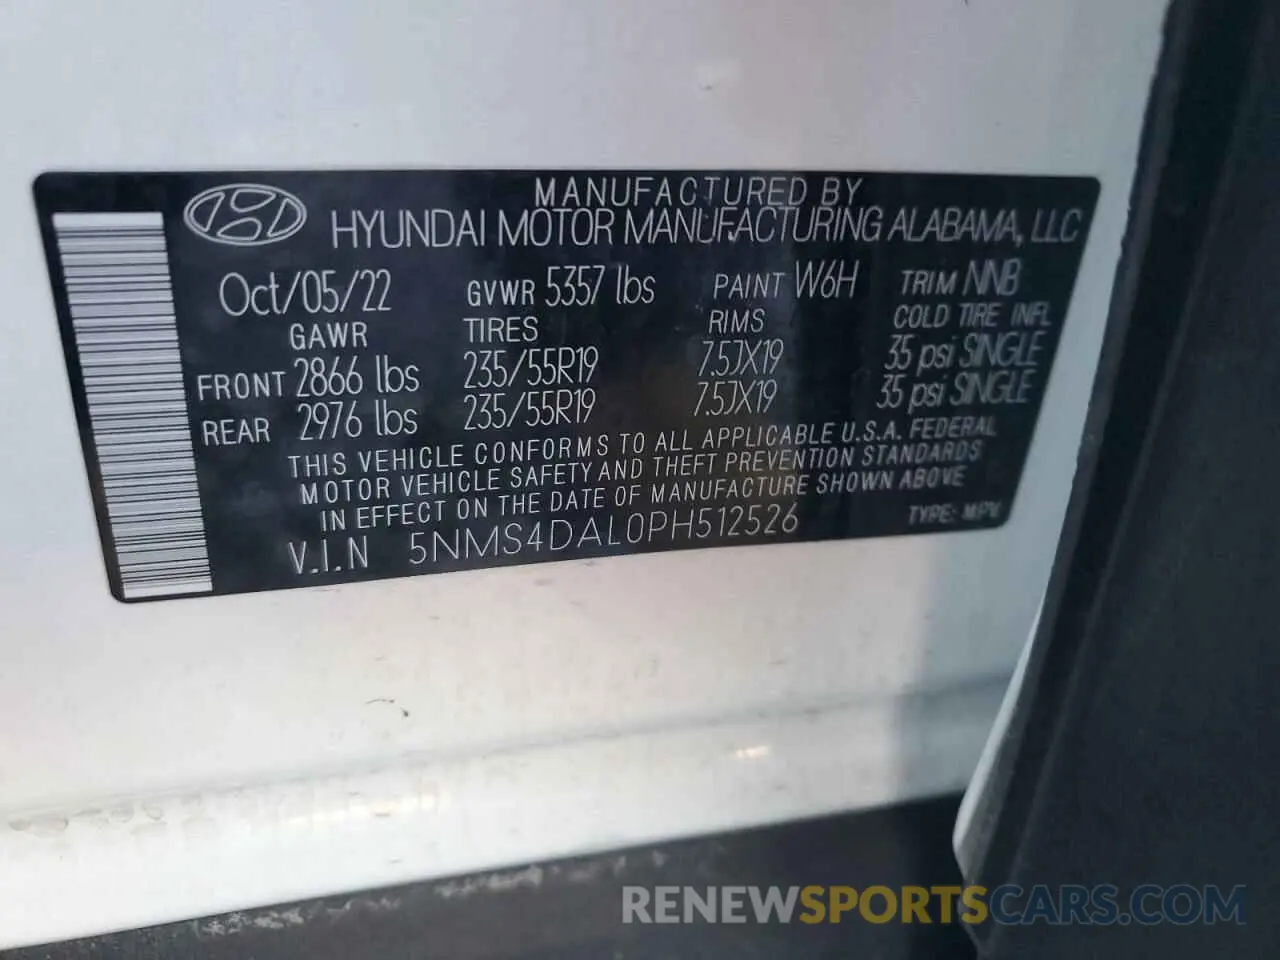 MANUFACTURED BY
HYUNDAI MOTOR MANUFACTURING ALABAMA, LLC
Oct/05/22 GVWR 5357 lbs PAINT W6H TRIM NNB
GAWR TIRES RIMS COLD TIRE INFL
FRONT 2866 lbs 235/55R19 7.5JX19 35 psi SINGLE
REAR 2976 lbs 235/55R19 7.5JX19 35 psi SINGLE
THIS VEHICLE CONFORMS TO ALL APPLICABLE U.S.A. FEDERAL
MOTOR VEHICLE SAFETY AND THEFT PREVENTION STANDARDS
IN EFFECT ON THE DATE OF MANUFACTURE SHOWN ABOVE
V.I.N 5NMS4DAL0PH512526 TYPE: MPV
RENEWSPORTSCARS.COM